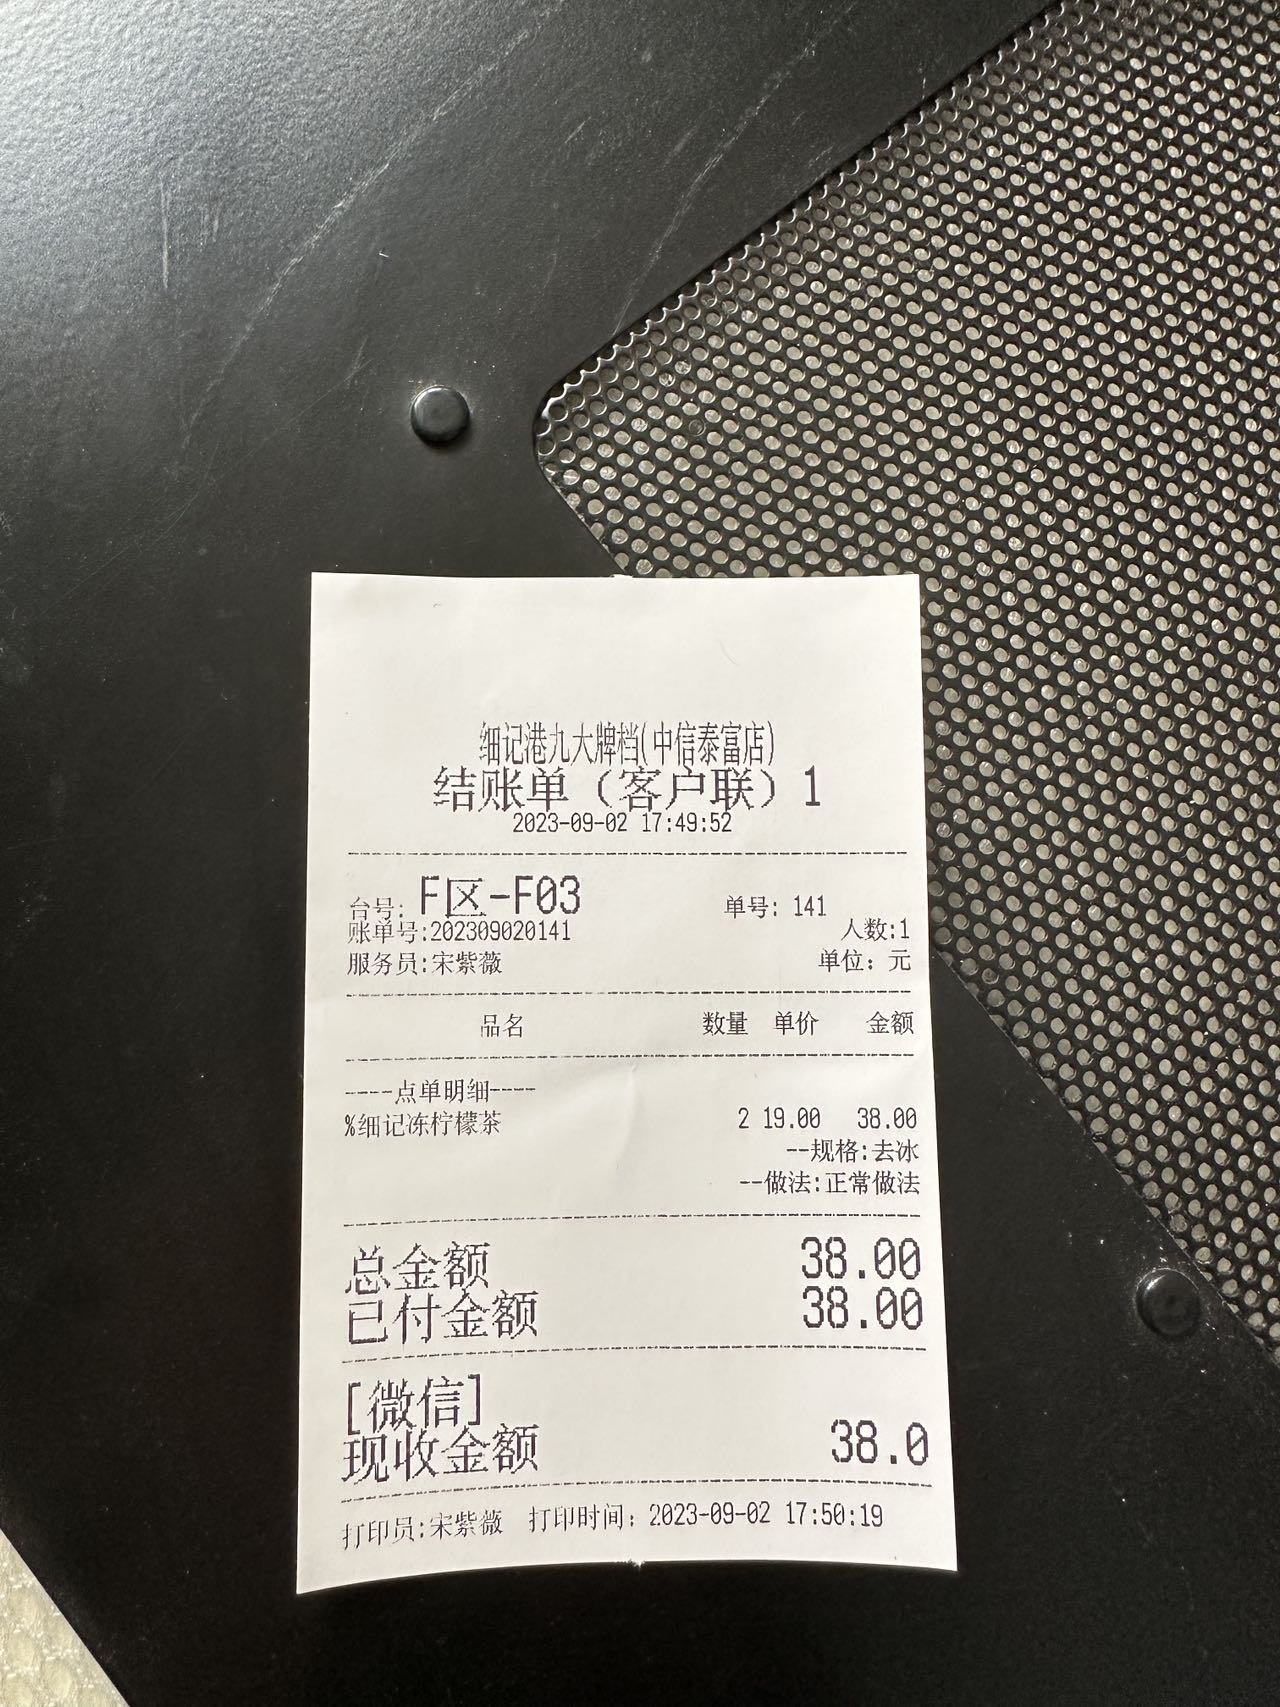 细记港九大牌档(中信泰富店)
结账单（客户联）1
2023-09-02 17:49:52
台号: F区-F03 单号: 141
账单号:202309020141 人数:1
服务员:宋紫薇 单位: 元
品名 数量 单价 金额
----点单明细----
%细记冻柠檬茶 2 19.00 38.00
--规格:去冰
--做法:正常做法
总金额 38.00
已付金额 38.00
[微信]
现收金额 38.0
打印员:宋紫薇 打印时间: 2023-09-02 17:50:19